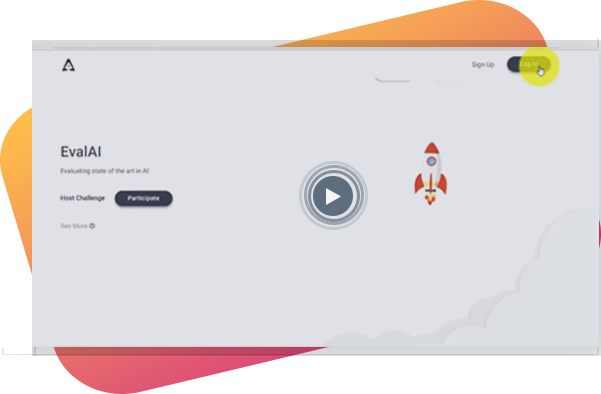 Sign Up
Log In
EvalAI
Evaluating state of the art in AI
Host Challenge
Participate
See More